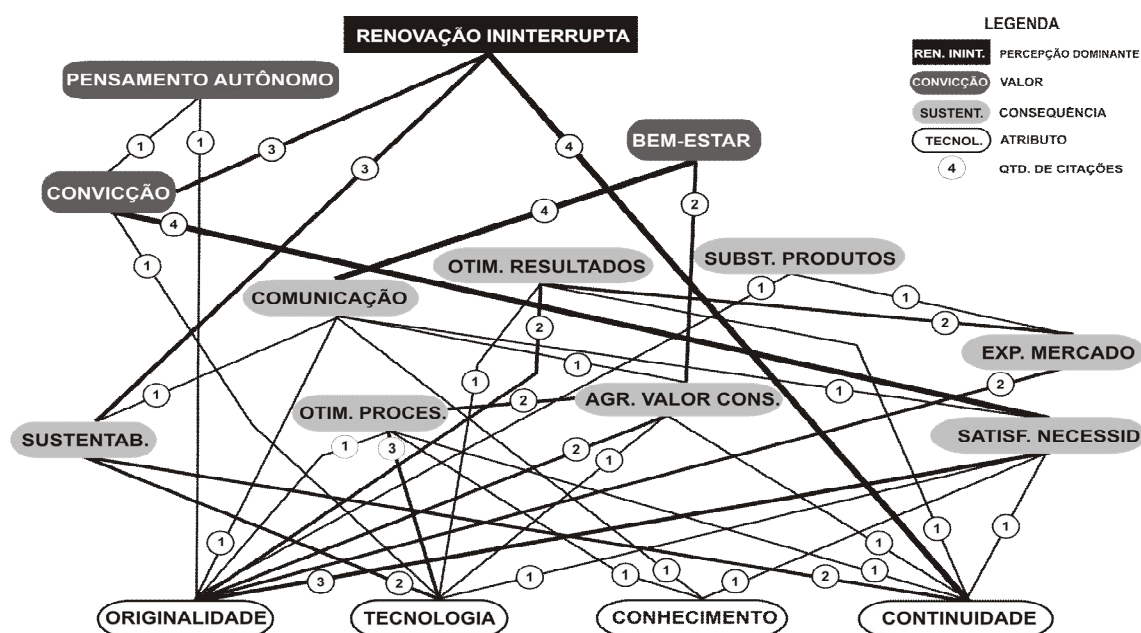 RENOVAÇÃO ININTERRUPTA
LEGENDA
REN. ININT. PERCEPÇÃO DOMINANTE
CONVICÇÃO VALOR
SUSTENT. CONSEQUÊNCIA
TECNOL. ATRIBUTO
4 QTD. DE CITAÇÕES
PENSAMENTO AUTÔNOMO
1 1 3 3 4
BEM-ESTAR
CONVICÇÃO
4 4 2
1
OTIM. RESULTADOS
SUBST. PRODUTOS
COMUNICAÇÃO
1 1
2 2
EXP. MERCADO
1 1 2
1 1
OTIM. PROCES.
2
AGR. VALOR CONS.
SUSTENTAB.
SATISF. NECESSID
1 3 2 1
1 1 1 1
3 2 1 1 1 1 2 1
ORIGINALIDADE
TECNOLOGIA
CONHECIMENTO
CONTINUIDADE